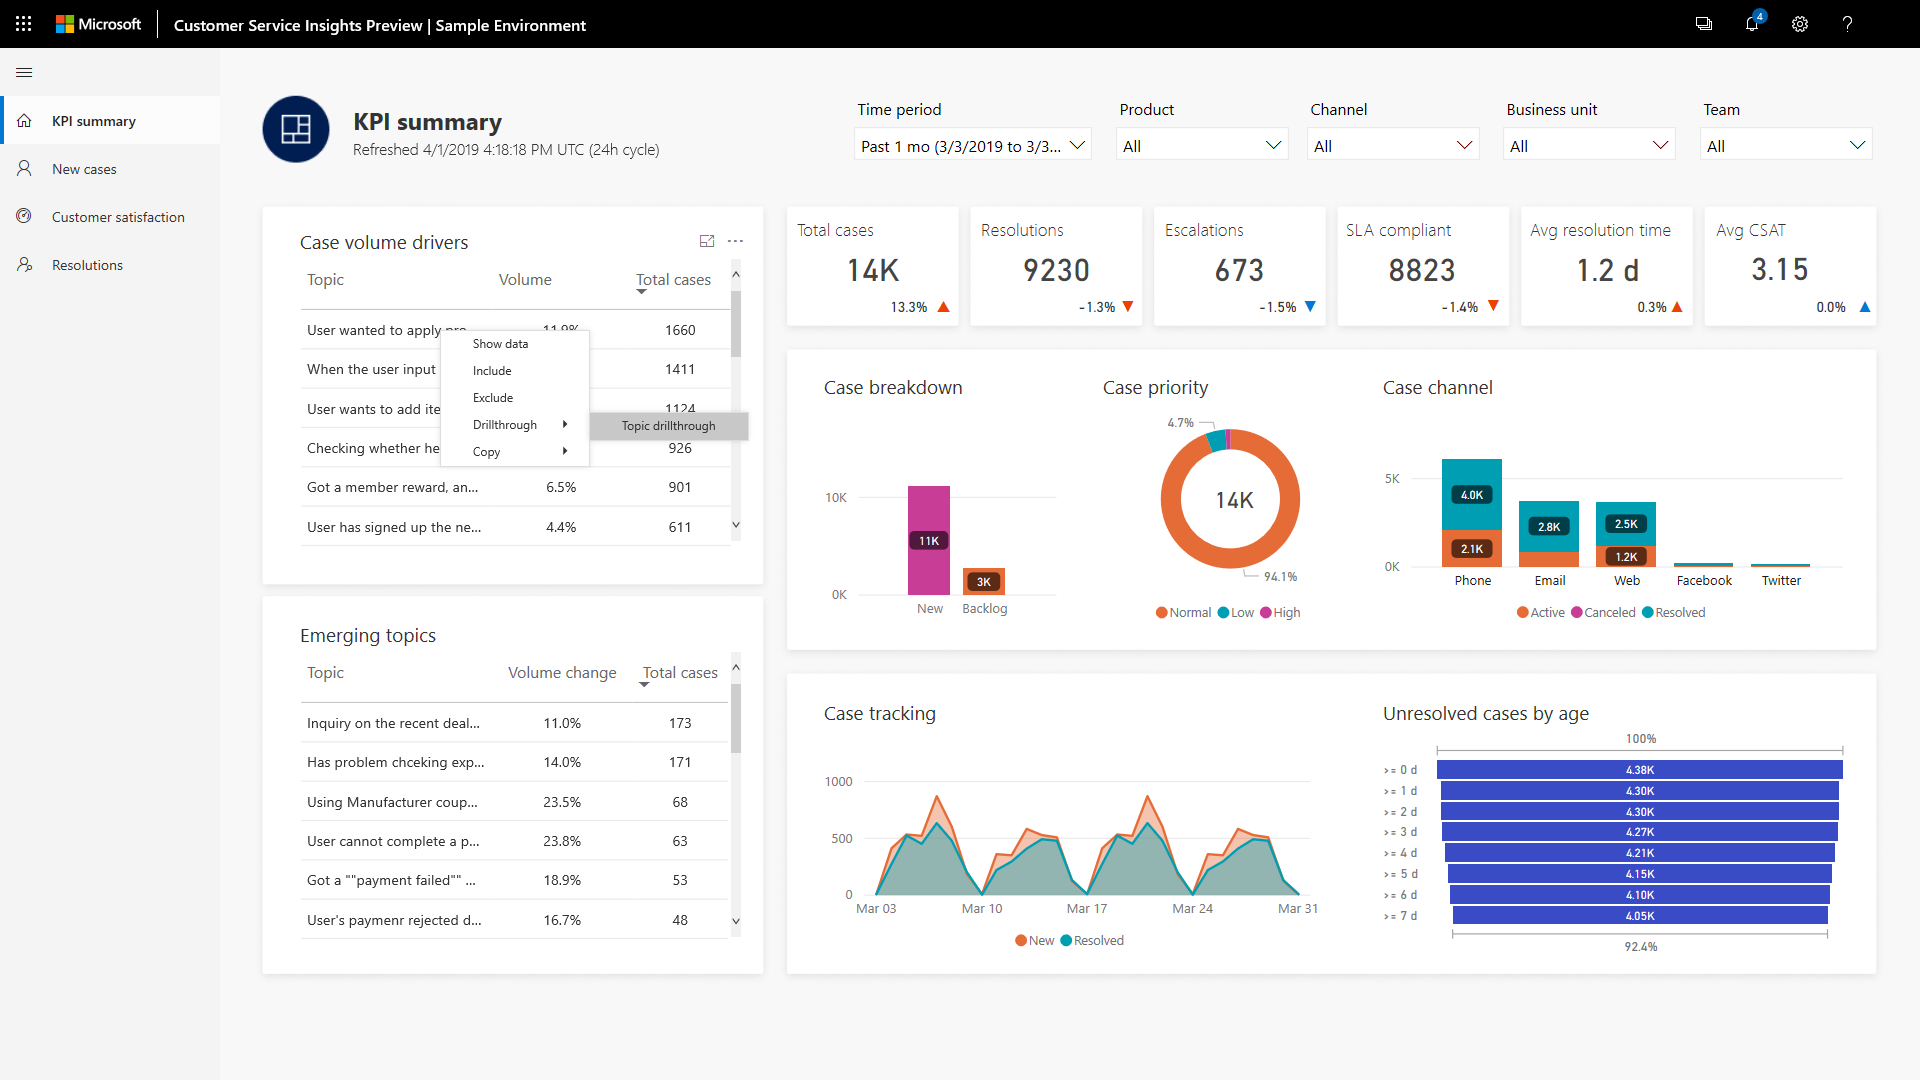 Microsoft
Customer Service Insights Preview | Sample Environment
4
?
KPI summary
New cases
Customer satisfaction
Resolutions
KPI summary
Refreshed 4/1/2019 4:18:18 PM UTC (24h cycle)
Time period
Product
Channel
Business unit
Team
Past 1 mo (3/3/2019 to 3/3...
All
All
All
All
Case volume drivers
...
Topic
Volume
Total cases
User wanted to apply pro...
11.9%
1660
When the user input
1411
User wants to add ite
1124
Checking whether he
926
Got a member reward, an...
6.5%
901
User has signed up the ne...
4.4%
611
Show data
Include
Exclude
Drillthrough
Copy
Topic drillthrough
Emerging topics
Topic
Volume change
Total cases
Inquiry on the recent deal...
11.0%
173
Has problem chceking exp...
14.0%
171
Using Manufacturer coup...
23.5%
68
User cannot complete a p...
23.8%
63
Got a ""payment failed"" ...
18.9%
53
User's paymenr rejected d...
16.7%
48
Total cases
14K
13.3%
Resolutions
9230
-1.3%
Escalations
673
-1.5%
SLA compliant
8823
-1.4%
Avg resolution time
1.2 d
0.3%
Avg CSAT
3.15
0.0%
Case breakdown
10K
0K
11K
3K
New
Backlog
Case priority
4.7%
14K
94.1%
Normal
Low
High
Case channel
5K
0K
4.0K
2.1K
2.8K
2.5K
1.2K
Phone
Email
Web
Facebook
Twitter
Active
Canceled
Resolved
Case tracking
1000
500
0
Mar 03
Mar 10
Mar 17
Mar 24
Mar 31
New
Resolved
Unresolved cases by age
100%
>= 0 d
4.38K
>= 1 d
4.30K
>= 2 d
4.30K
>= 3 d
4.27K
>= 4 d
4.21K
>= 5 d
4.15K
>= 6 d
4.10K
>= 7 d
4.05K
92.4%